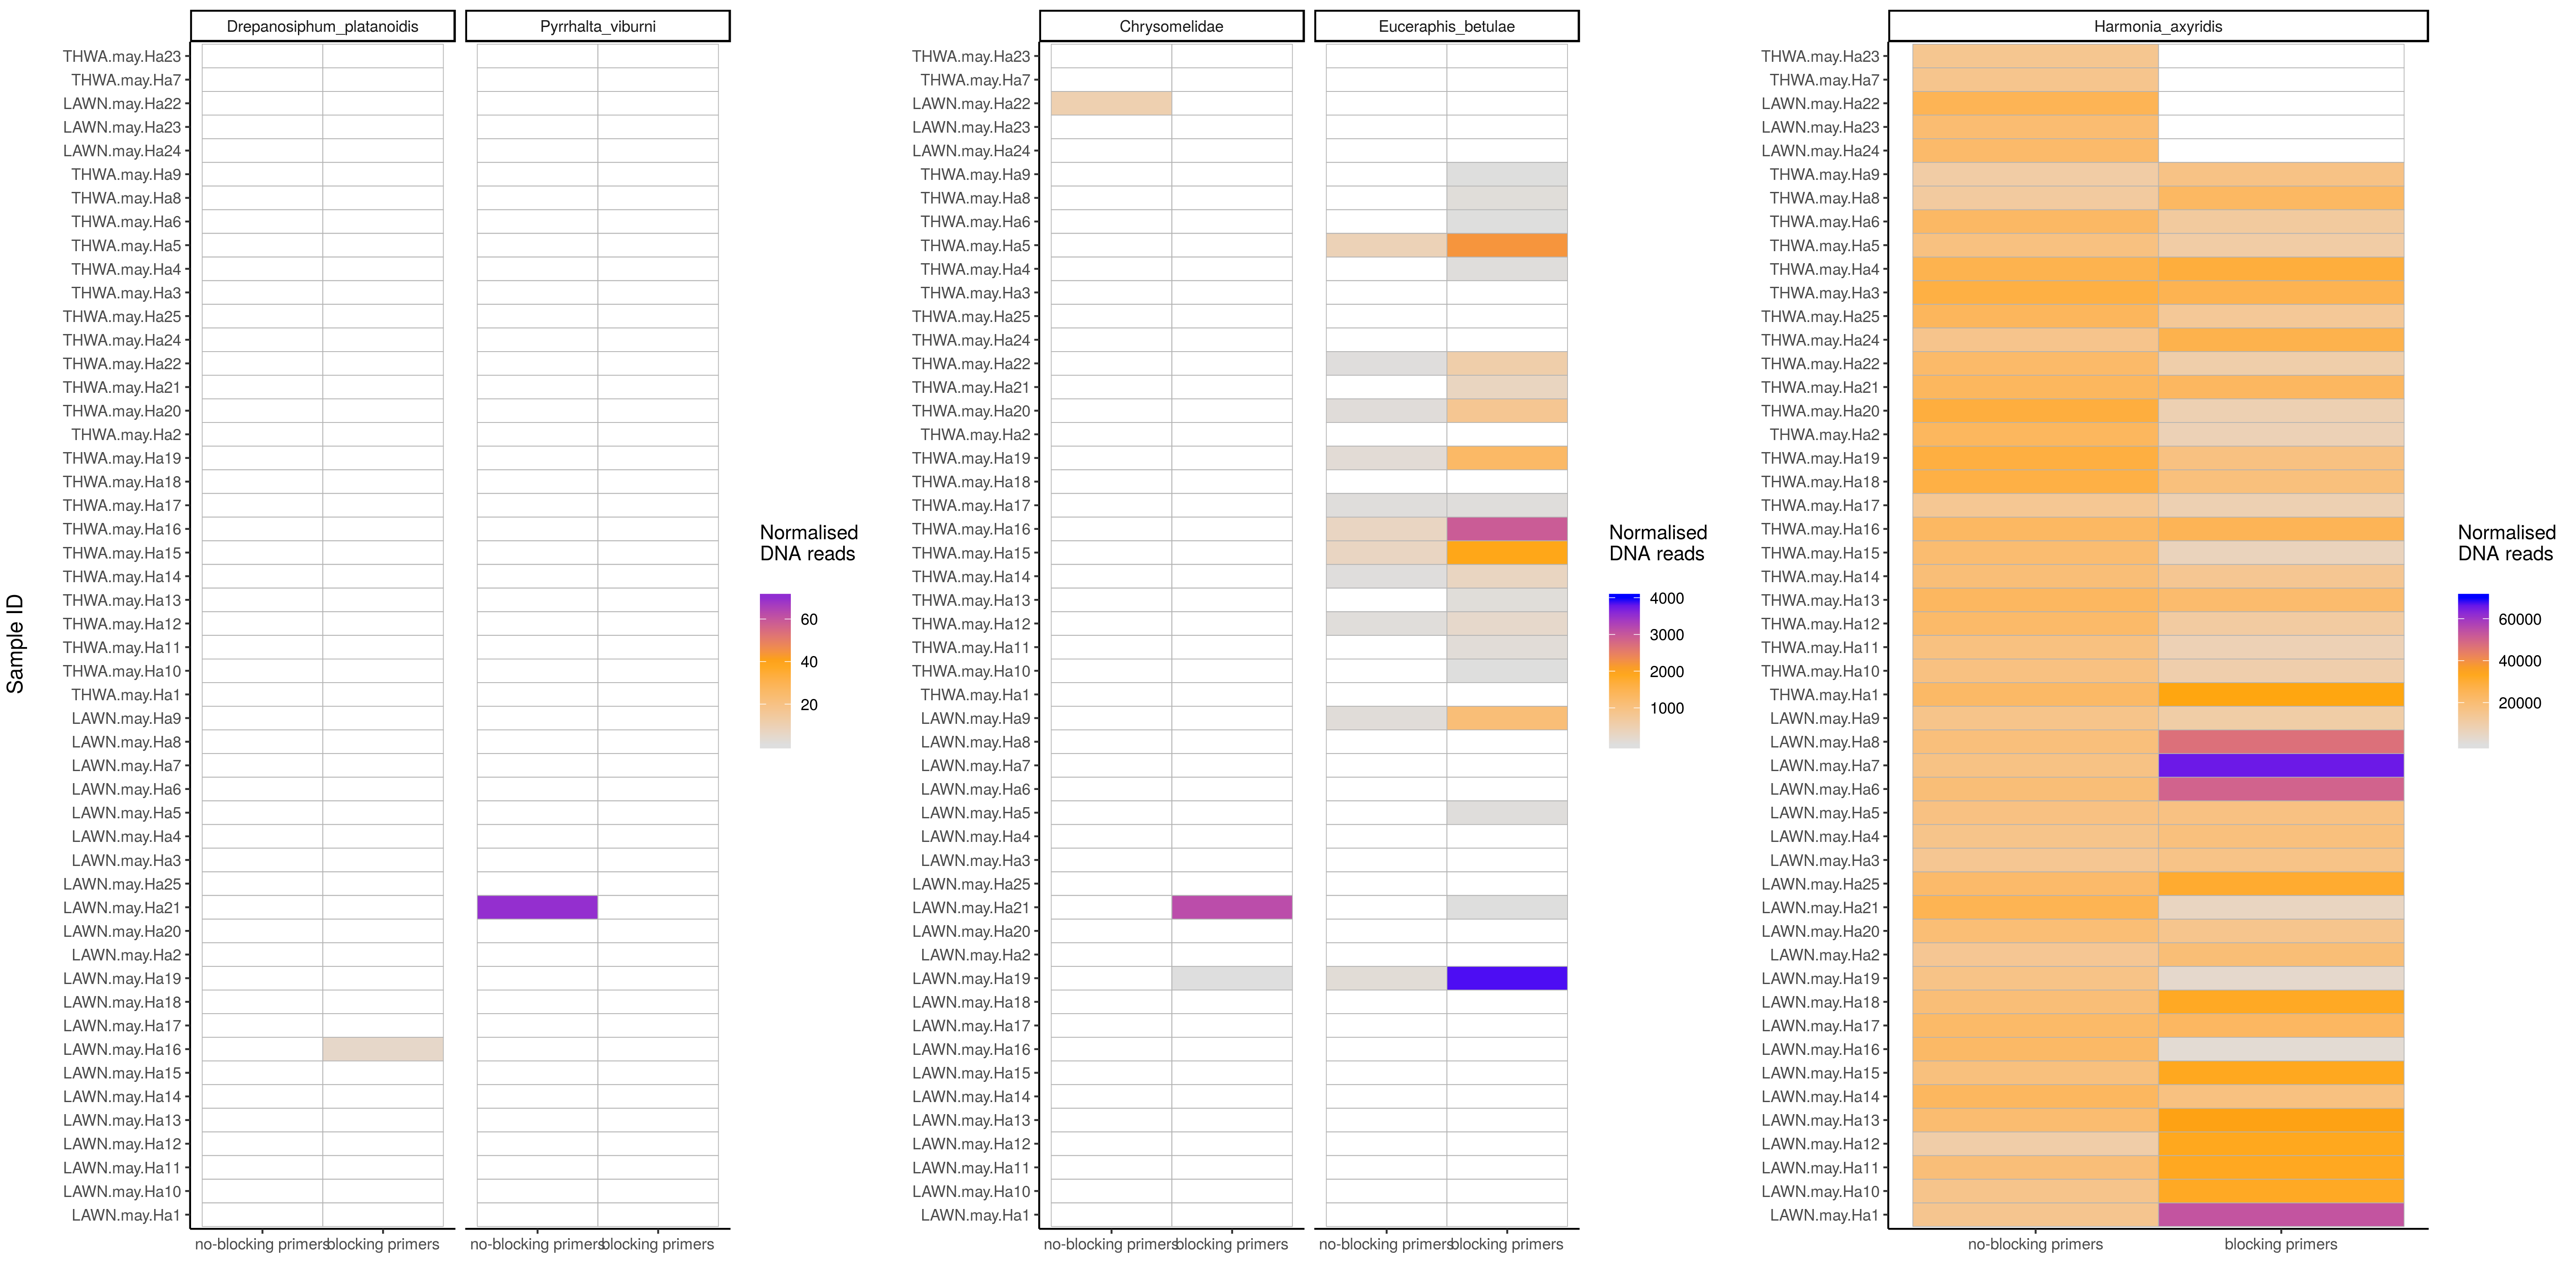 Drepanosiphum_platanoidis
Pyrrhalta_viburni
THWA.may.Ha23
THWA.may.Ha7
LAWN.may.Ha22
LAWN.may.Ha23
LAWN.may.Ha24
THWA.may.Ha9
THWA.may.Ha8
THWA.may.Ha6
THWA.may.Ha5
THWA.may.Ha4
THWA.may.Ha3
THWA.may.Ha25
THWA.may.Ha24
THWA.may.Ha22
THWA.may.Ha21
THWA.may.Ha20
THWA.may.Ha2
THWA.may.Ha19
THWA.may.Ha18
THWA.may.Ha17
THWA.may.Ha16
THWA.may.Ha15
THWA.may.Ha14
THWA.may.Ha13
THWA.may.Ha12
THWA.may.Ha11
THWA.may.Ha10
THWA.may.Ha1
LAWN.may.Ha9
LAWN.may.Ha8
LAWN.may.Ha7
LAWN.may.Ha6
LAWN.may.Ha5
LAWN.may.Ha4
LAWN.may.Ha3
LAWN.may.Ha25
LAWN.may.Ha21
LAWN.may.Ha20
LAWN.may.Ha2
LAWN.may.Ha19
LAWN.may.Ha18
LAWN.may.Ha17
LAWN.may.Ha16
LAWN.may.Ha15
LAWN.may.Ha14
LAWN.may.Ha13
LAWN.may.Ha12
LAWN.may.Ha11
LAWN.may.Ha10
LAWN.may.Ha1
Sample ID
no-blocking primers
blocking primers
no-blocking primers
blocking primers
Normalised
DNA reads
60
40
20
Chrysomelidae
Euceraphis_betulae
THWA.may.Ha23
THWA.may.Ha7
LAWN.may.Ha22
LAWN.may.Ha23
LAWN.may.Ha24
THWA.may.Ha9
THWA.may.Ha8
THWA.may.Ha6
THWA.may.Ha5
THWA.may.Ha4
THWA.may.Ha3
THWA.may.Ha25
THWA.may.Ha24
THWA.may.Ha22
THWA.may.Ha21
THWA.may.Ha20
THWA.may.Ha2
THWA.may.Ha19
THWA.may.Ha18
THWA.may.Ha17
THWA.may.Ha16
THWA.may.Ha15
THWA.may.Ha14
THWA.may.Ha13
THWA.may.Ha12
THWA.may.Ha11
THWA.may.Ha10
THWA.may.Ha1
LAWN.may.Ha9
LAWN.may.Ha8
LAWN.may.Ha7
LAWN.may.Ha6
LAWN.may.Ha5
LAWN.may.Ha4
LAWN.may.Ha3
LAWN.may.Ha25
LAWN.may.Ha21
LAWN.may.Ha20
LAWN.may.Ha2
LAWN.may.Ha19
LAWN.may.Ha18
LAWN.may.Ha17
LAWN.may.Ha16
LAWN.may.Ha15
LAWN.may.Ha14
LAWN.may.Ha13
LAWN.may.Ha12
LAWN.may.Ha11
LAWN.may.Ha10
LAWN.may.Ha1
no-blocking primers
blocking primers
no-blocking primers
blocking primers
Normalised
DNA reads
4000
3000
2000
1000
Harmonia_axyridis
THWA.may.Ha23
THWA.may.Ha7
LAWN.may.Ha22
LAWN.may.Ha23
LAWN.may.Ha24
THWA.may.Ha9
THWA.may.Ha8
THWA.may.Ha6
THWA.may.Ha5
THWA.may.Ha4
THWA.may.Ha3
THWA.may.Ha25
THWA.may.Ha24
THWA.may.Ha22
THWA.may.Ha21
THWA.may.Ha20
THWA.may.Ha2
THWA.may.Ha19
THWA.may.Ha18
THWA.may.Ha17
THWA.may.Ha16
THWA.may.Ha15
THWA.may.Ha14
THWA.may.Ha13
THWA.may.Ha12
THWA.may.Ha11
THWA.may.Ha10
THWA.may.Ha1
LAWN.may.Ha9
LAWN.may.Ha8
LAWN.may.Ha7
LAWN.may.Ha6
LAWN.may.Ha5
LAWN.may.Ha4
LAWN.may.Ha3
LAWN.may.Ha25
LAWN.may.Ha21
LAWN.may.Ha20
LAWN.may.Ha2
LAWN.may.Ha19
LAWN.may.Ha18
LAWN.may.Ha17
LAWN.may.Ha16
LAWN.may.Ha15
LAWN.may.Ha14
LAWN.may.Ha13
LAWN.may.Ha12
LAWN.may.Ha11
LAWN.may.Ha10
LAWN.may.Ha1
no-blocking primers
blocking primers
Normalised
DNA reads
60000
40000
20000